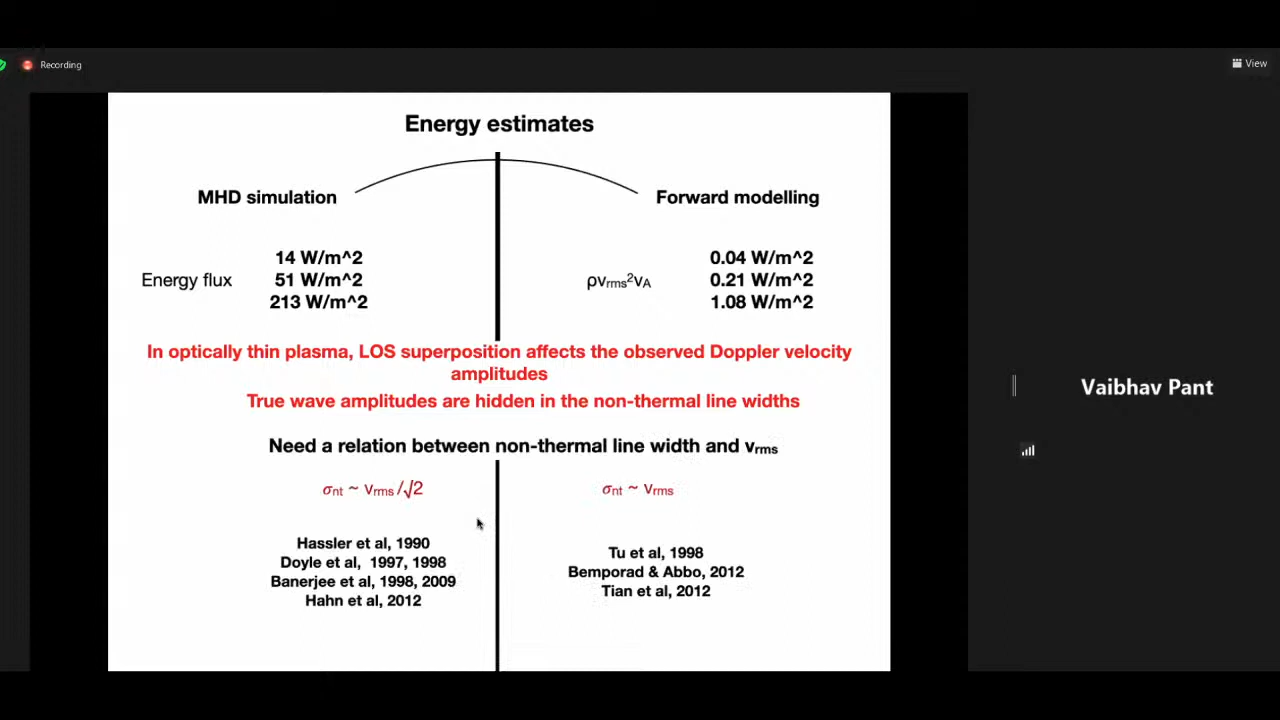 Recording
View
Energy estimates
MHD simulation
Forward modelling
14 W/m^2
Energy flux 51 W/m^2
213 W/m^2
0.04 W/m^2
ρvrms²vA 0.21 W/m^2
1.08 W/m^2
In optically thin plasma, LOS superposition affects the observed Doppler velocity
amplitudes
True wave amplitudes are hidden in the non-thermal line widths
Need a relation between non-thermal line width and vrms
σnt ~ vrms /√2
Hassler et al, 1990
Doyle et al, 1997, 1998
Banerjee et al, 1998, 2009
Hahn et al, 2012
σnt ~ vrms
Tu et al, 1998
Bemporad & Abbo, 2012
Tian et al, 2012
Vaibhav Pant